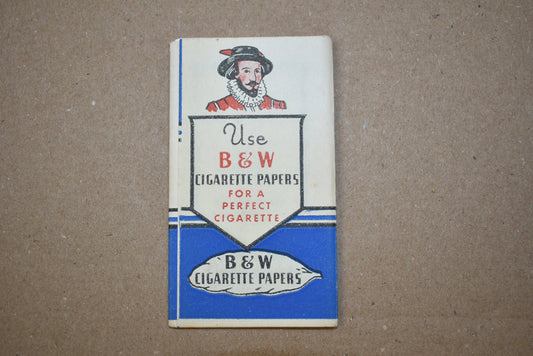 Use
B & W
CIGARETTE PAPERS
FOR A
PERFECT
CIGARETTE
B & W
CIGARETTE PAPERS